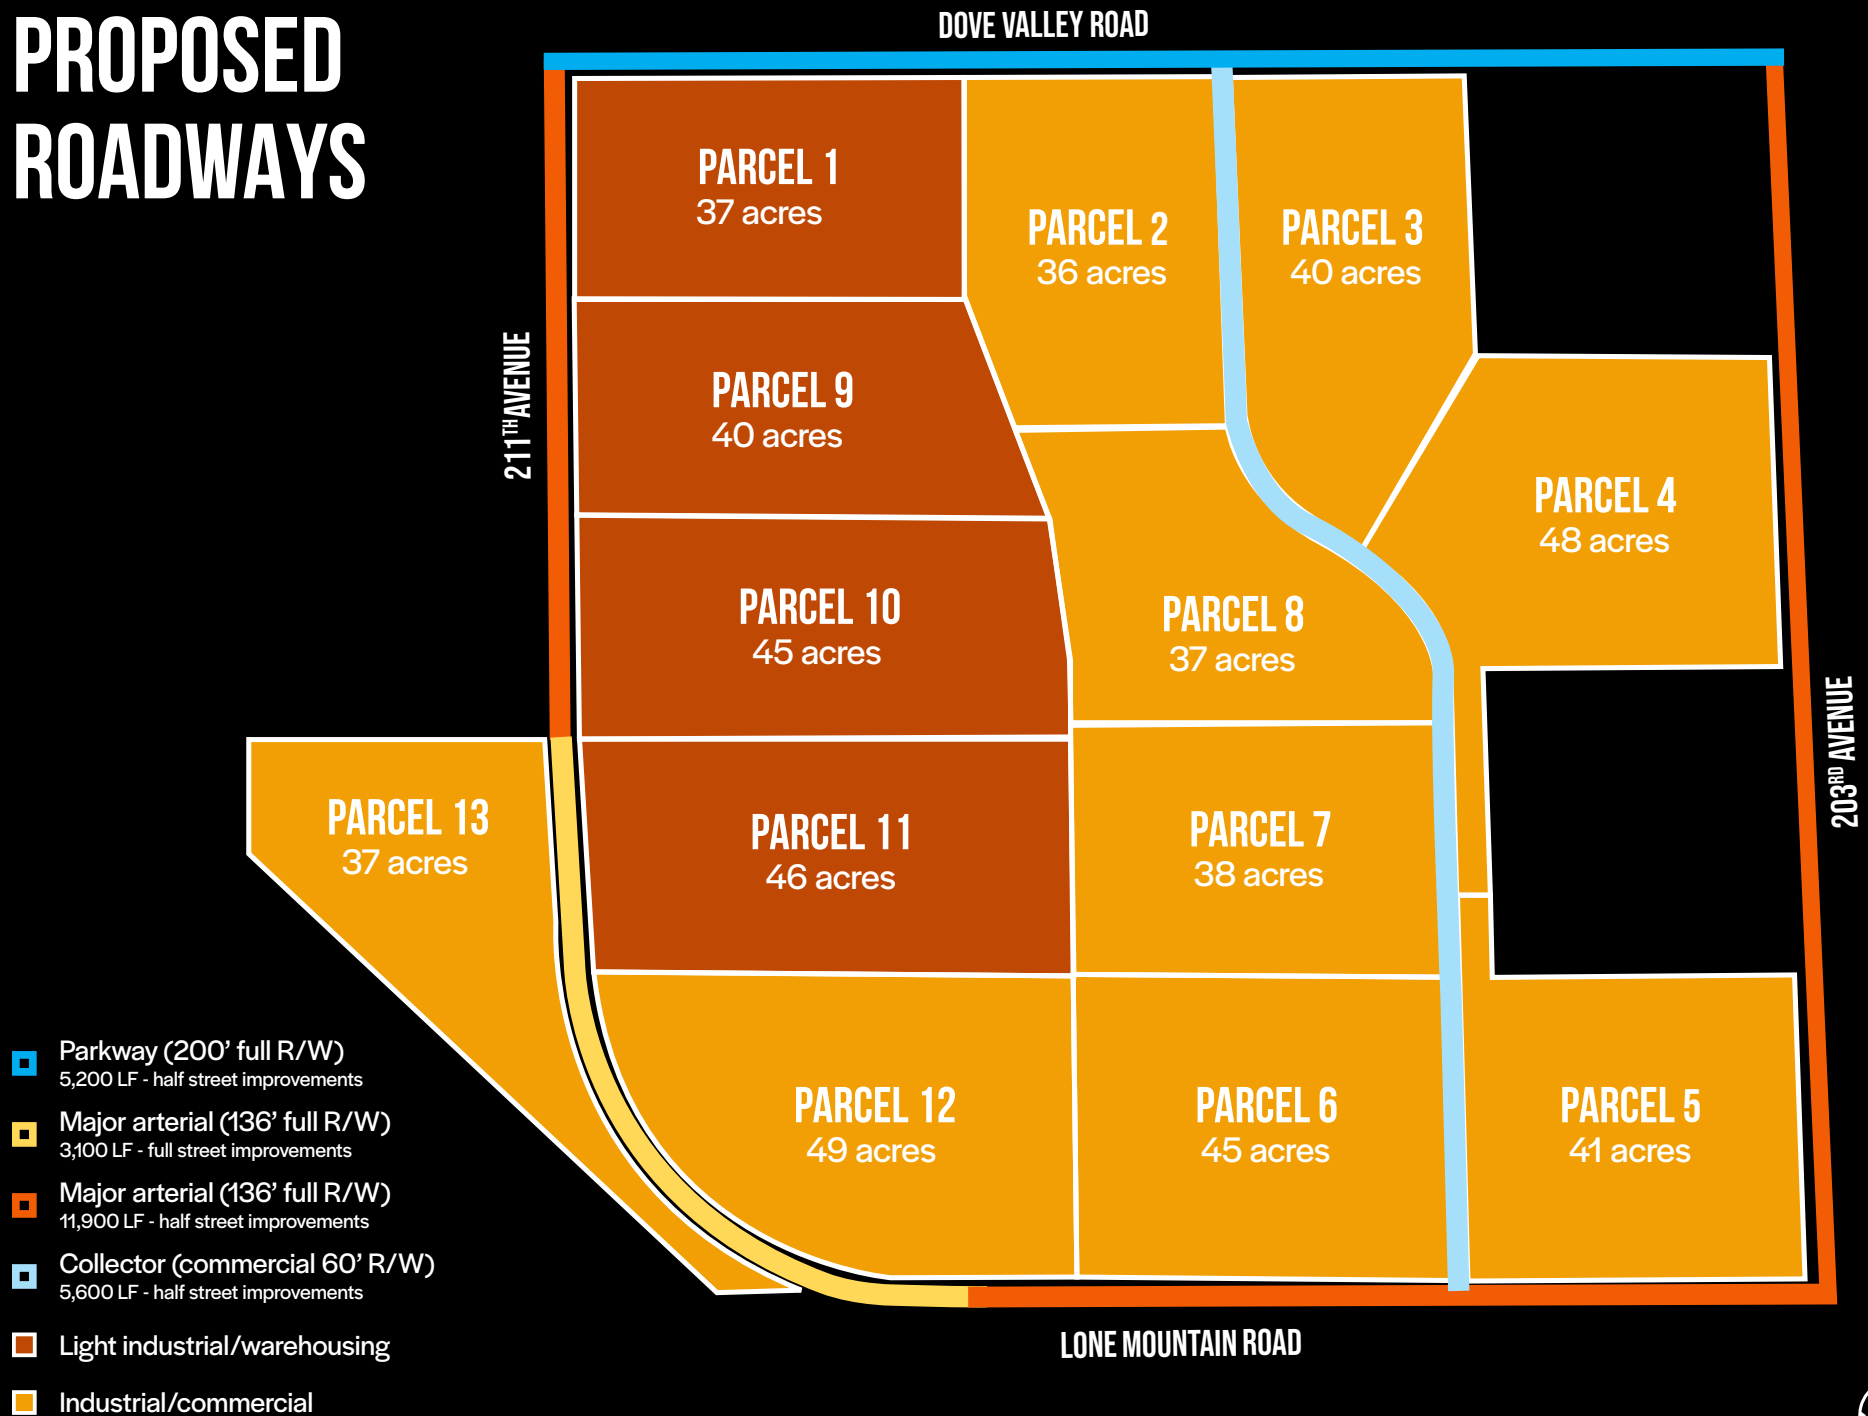 PROPOSED
ROADWAYS
DOVE VALLEY ROAD
PARCEL 1
37 acres
PARCEL 2
36 acres
PARCEL 3
40 acres
211TH AVENUE
PARCEL 9
40 acres
PARCEL 4
48 acres
PARCEL 10
45 acres
PARCEL 8
37 acres
203RD AVENUE
PARCEL 13
37 acres
PARCEL 11
46 acres
PARCEL 7
38 acres
PARCEL 12
49 acres
PARCEL 6
45 acres
PARCEL 5
41 acres
LONE MOUNTAIN ROAD
Parkway (200’ full R/W)
5,200 LF - half street improvements
Major arterial (136’ full R/W)
3,100 LF - full street improvements
Major arterial (136’ full R/W)
11,900 LF - half street improvements
Collector (commercial 60’ R/W)
5,600 LF - half street improvements
Light industrial/warehousing
Industrial/commercial